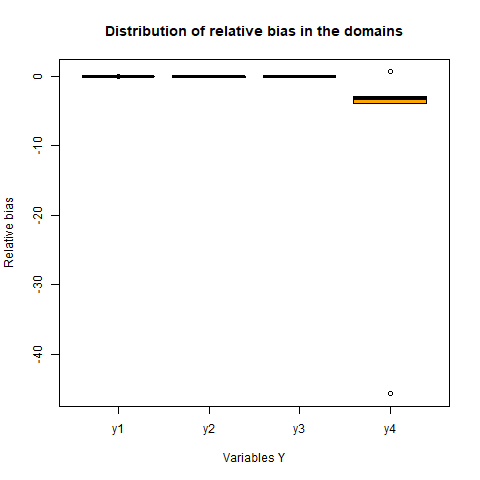 Distribution of relative bias in the domains
Relative bias
0
-10
-20
-30
-40
y1
y2
y3
y4
Variables Y